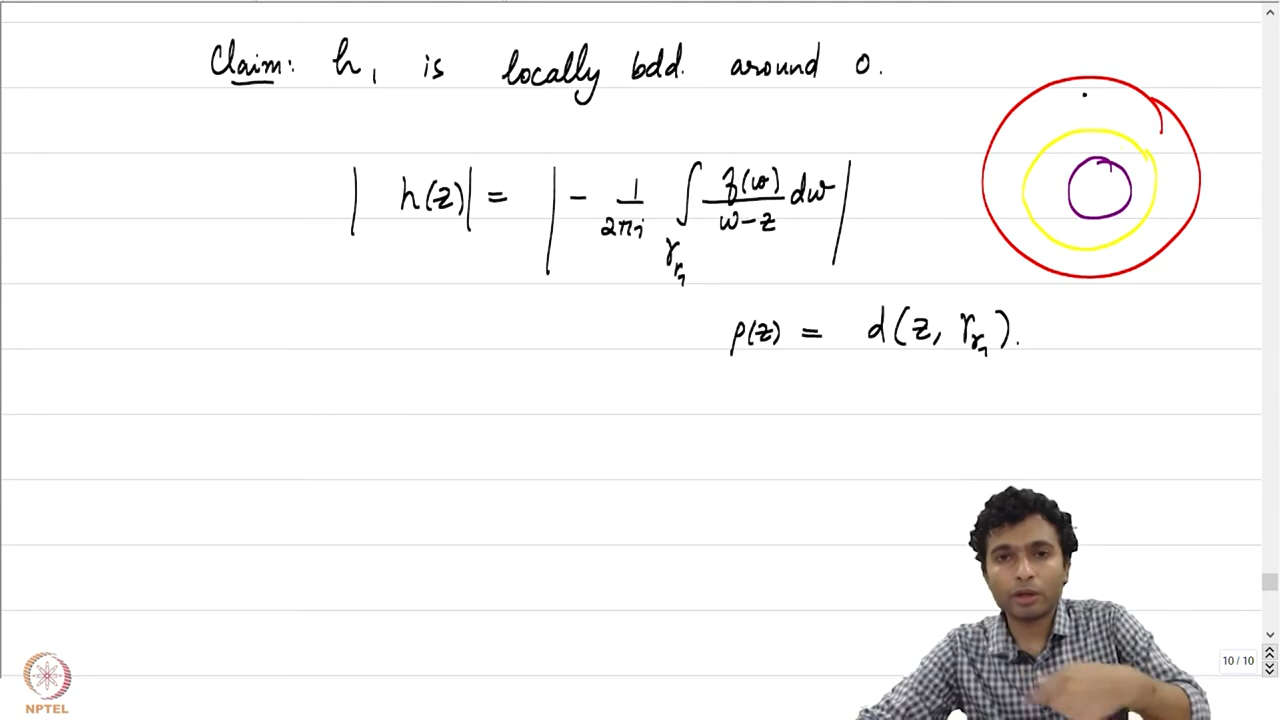 Claim: h₁ is locally bdd. around 0.
| h(z)| = | - 1/2πi ∫_{γ_{r₁}} f(w)/w-z dw |
ρ(z) = d(z, γ_{r₁}).
10 / 10
NPTEL